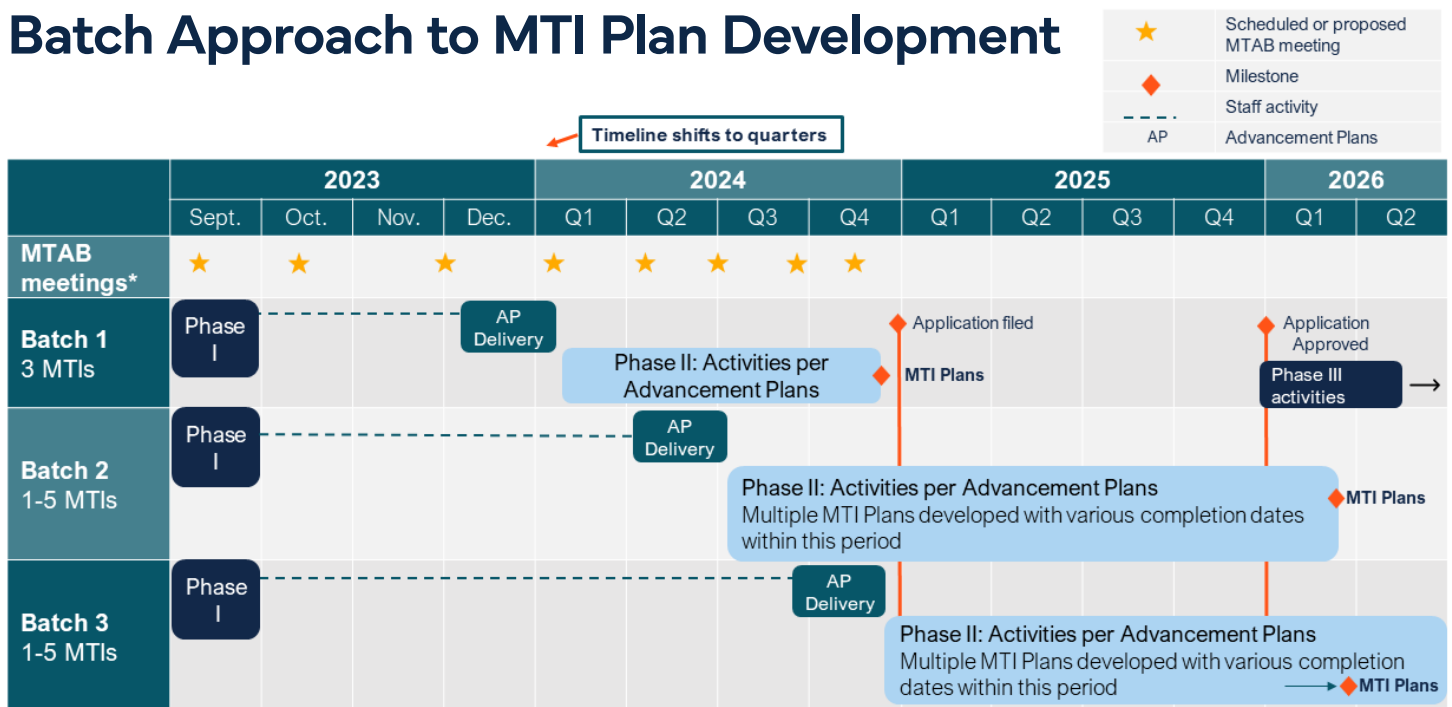 Batch Approach to MTI Plan Development
Scheduled or proposed
MTAB meeting
Milestone
Staff activity
AP Advancement Plans
Timeline shifts to quarters
2023 2024 2025 2026
Sept. Oct. Nov. Dec. Q1 Q2 Q3 Q4 Q1 Q2 Q3 Q4 Q1 Q2
MTAB
meetings*
Batch 1
3 MTIs
Phase
I
AP
Delivery
Phase II: Activities per
Advancement Plans
Application filed
MTI Plans
Application
Approved
Phase III
activities
Batch 2
1-5 MTIs
Phase
I
AP
Delivery
Phase II: Activities per Advancement Plans
Multiple MTI Plans developed with various completion dates
within this period
MTI Plans
Batch 3
1-5 MTIs
Phase
I
AP
Delivery
Phase II: Activities per Advancement Plans
Multiple MTI Plans developed with various completion
dates within this period
MTI Plans